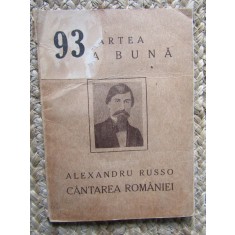 93
ARTEA
A BUNĂ
ALEXANDRU RUSSO
CÂNTAREA ROMÂNIEI